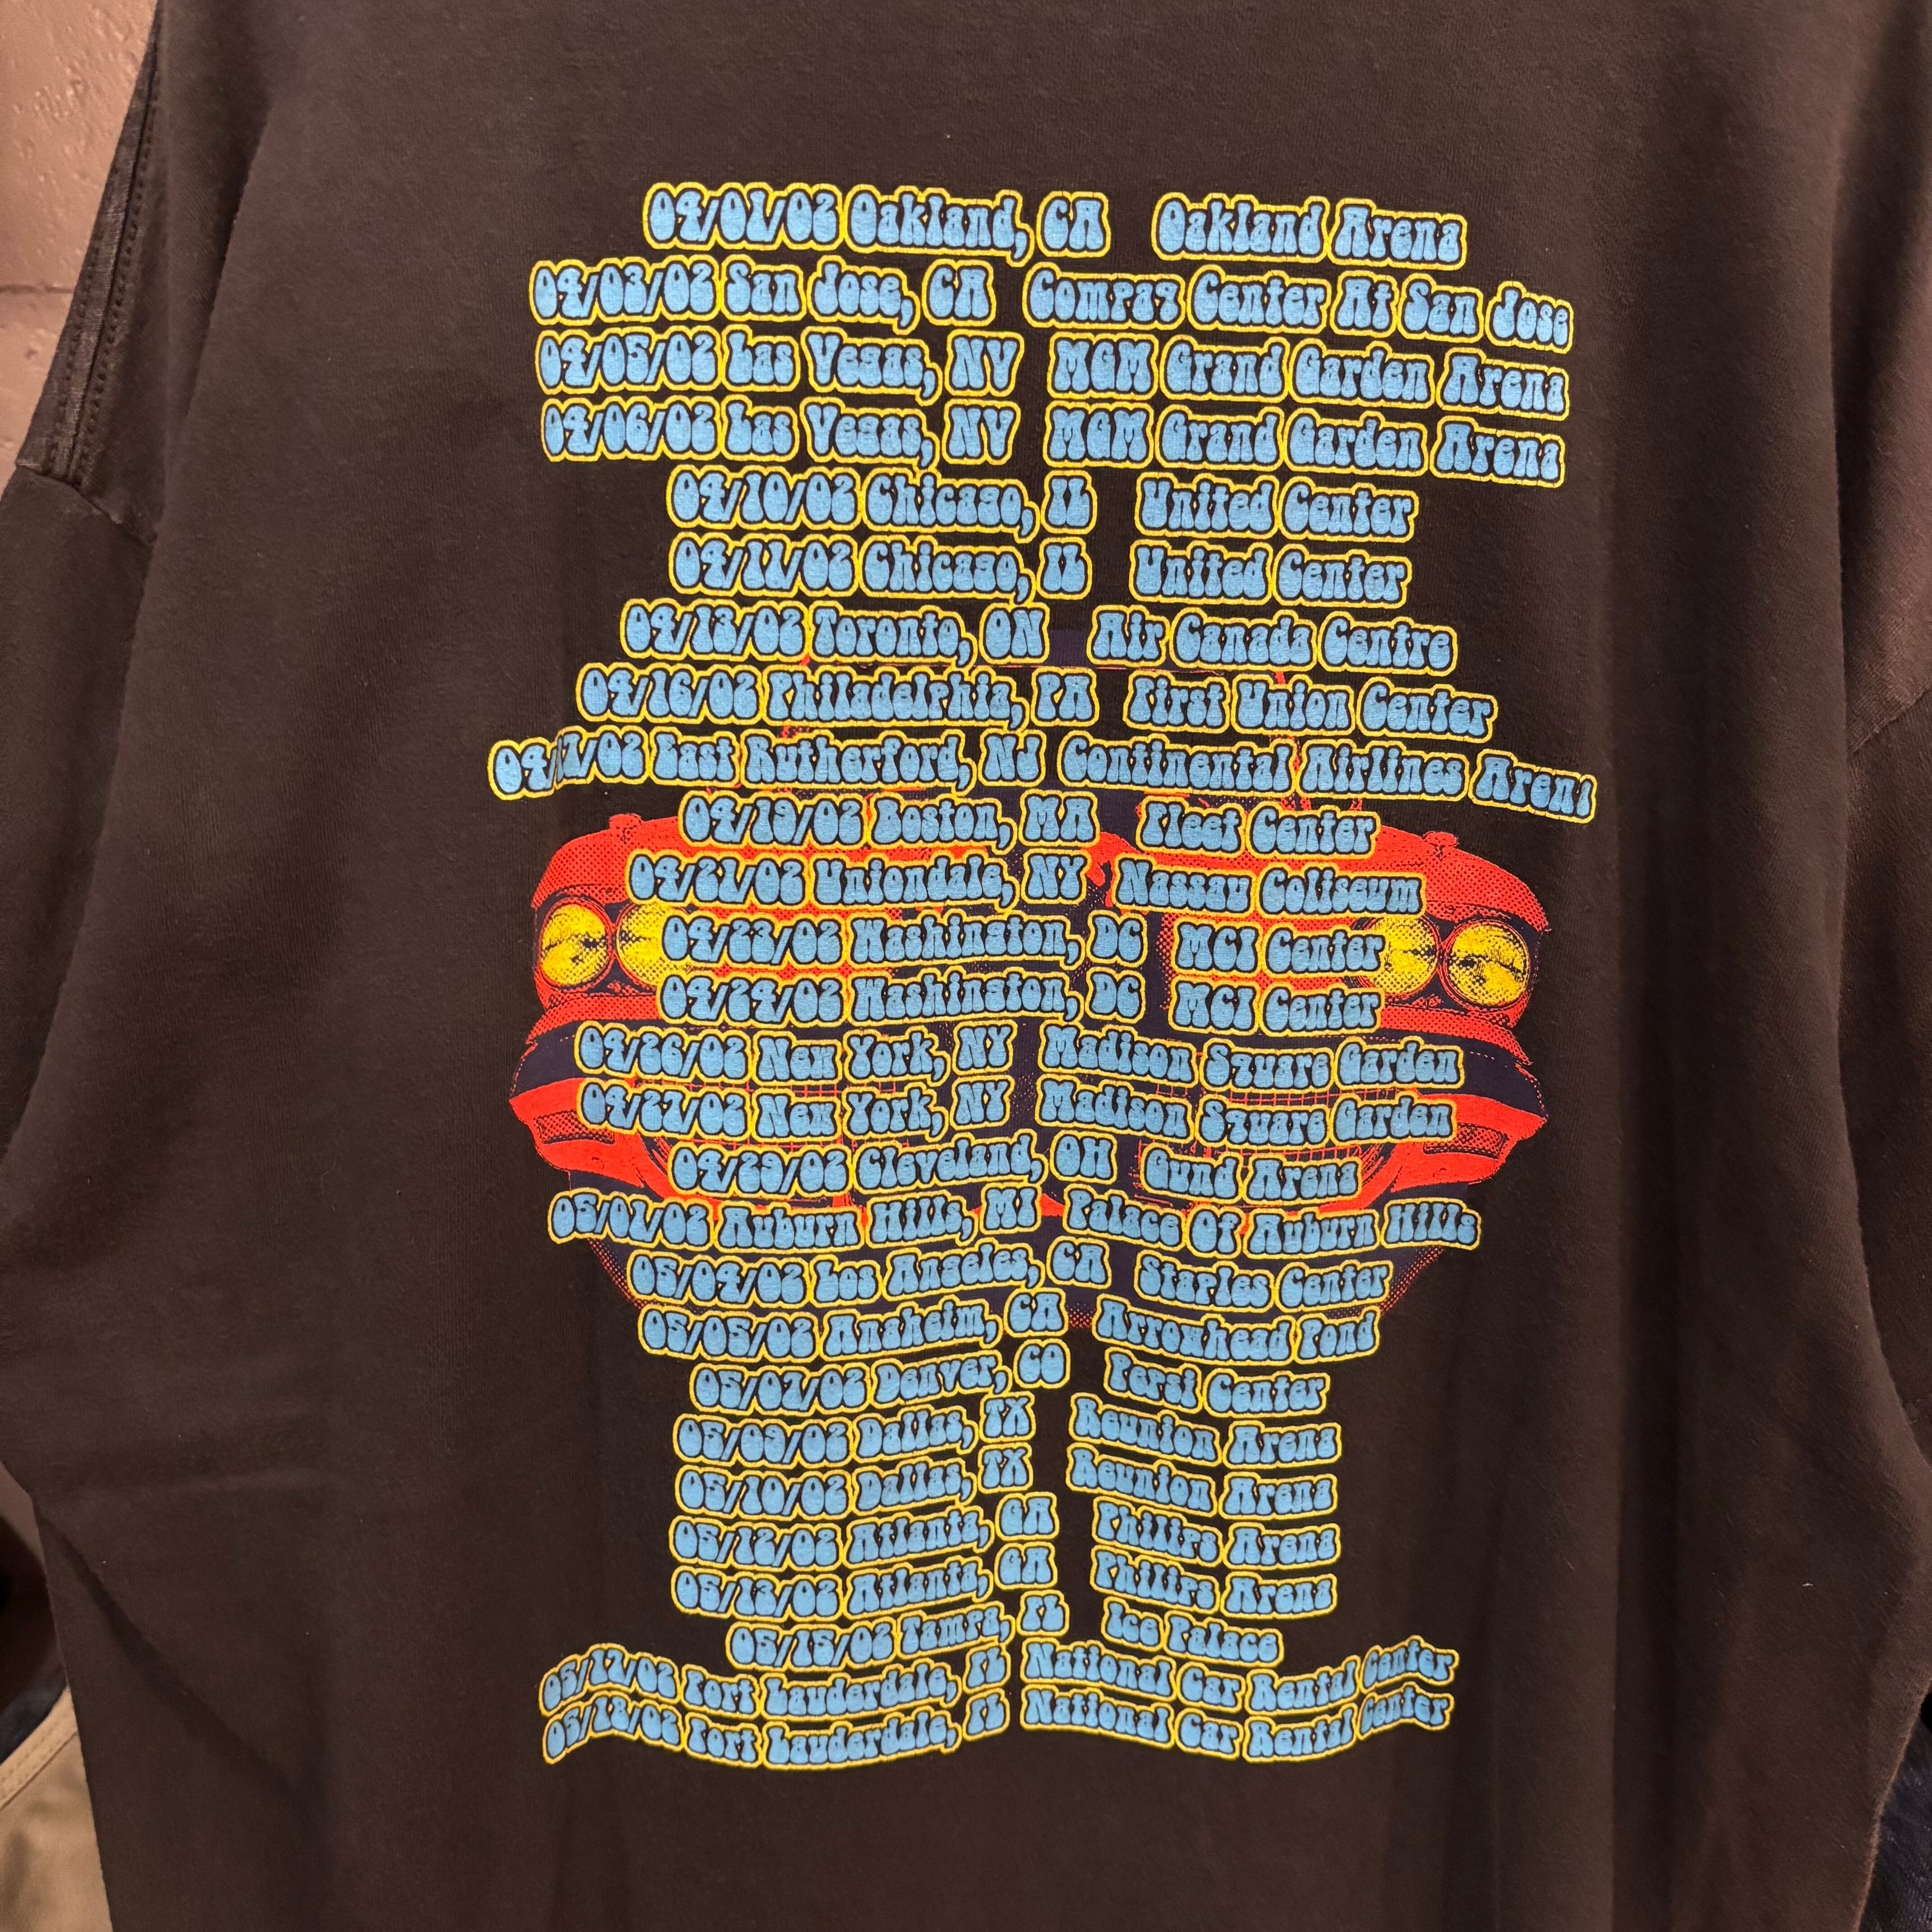 04/01/02 Oakland, CA Oakland Arena
04/03/02 San Jose, CA Compaq Center At San Jose
04/05/02 Las Vegas, NV MGM Grand Garden Arena
04/06/02 Las Vegas, NV MGM Grand Garden Arena
04/10/02 Chicago, IL United Center
04/11/02 Chicago, IL United Center
04/13/02 Toronto, ON Air Canada Centre
04/16/02 Philadelphia, PA First Union Center
04/17/02 East Rutherford, NJ Continental Airlines Arena
04/19/02 Boston, MA Fleet Center
04/21/02 Uniondale, NY Nassau Coliseum
04/23/02 Washington, DC MCI Center
04/24/02 Washington, DC MCI Center
04/26/02 New York, NY Madison Square Garden
04/27/02 New York, NY Madison Square Garden
04/29/02 Cleveland, OH Gund Arena
05/01/02 Auburn Hills, MI Palace Of Auburn Hills
05/04/02 Los Angeles, CA Staples Center
05/05/02 Anaheim, CA Arrowhead Pond
05/07/02 Denver, CO Pepsi Center
05/09/02 Dallas, TX Reunion Arena
05/10/02 Dallas, TX Reunion Arena
05/12/02 Atlanta, GA Philips Arena
05/13/02 Atlanta, GA Philips Arena
05/15/02 Tampa, FL Ice Palace
05/17/02 Fort Lauderdale, FL National Car Rental Center
05/18/02 Fort Lauderdale, FL National Car Rental Center